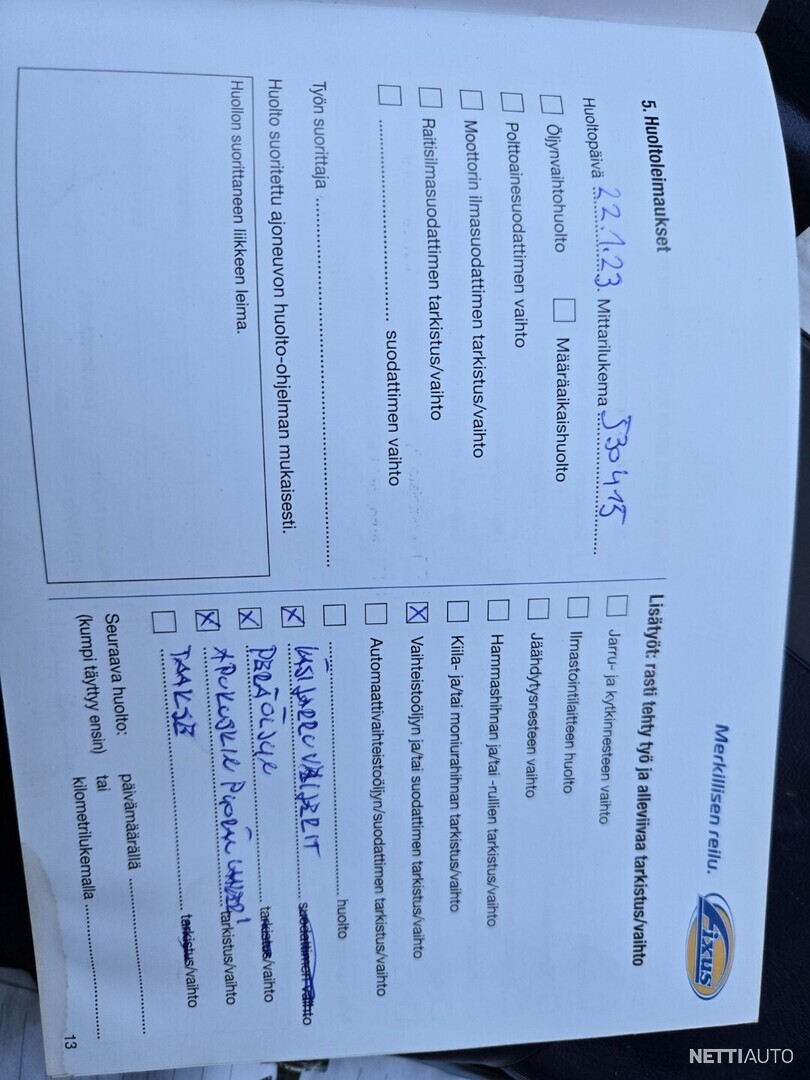 Merkillisen reilu.
Fixus
5. Huoltoleimaukset
Huoltopäivä 22.1.23. Mittarilukema 530415
Öljynvaihtohuolto Määräaikaishuolto
Polttoainesuodattimen vaihto
Moottorin ilmasuodattimen tarkistus/vaihto
Raitisilmasuodattimen tarkistus/vaihto
suodattimen vaihto
Työn suorittaja
Huolto suoritettu ajoneuvon huolto-ohjelman mukaisesti.
Huollon suorittaneen liikkeen leima.
Lisätyöt: rasti tehty työ ja alleviivaa tarkistus/vaihto
Jarru- ja kytkinnesteen vaihto
Ilmastointilaitteen huolto
Jäähdytysnesteen vaihto
Hammashihnan ja/tai -rullien tarkistus/vaihto
Kiila- ja/tai moniurahihnan tarkistus/vaihto
X Vaihteistoöljyn ja/tai suodattimen tarkistus/vaihto
Automaattivaihteistoöljyn/suodattimen tarkistus/vaihto
huolto
X KÄSIJARRUVAIJERIT suodattimen vaihto
X PERÄÖLJYT tarkistus/vaihto
X tarkistus/vaihto
TAAKSE tarkistus/vaihto
Seuraava huolto: päivämäärällä
(kumpi täyttyy ensin) tai
kilometrilukemalla
13
NETTIAUTO